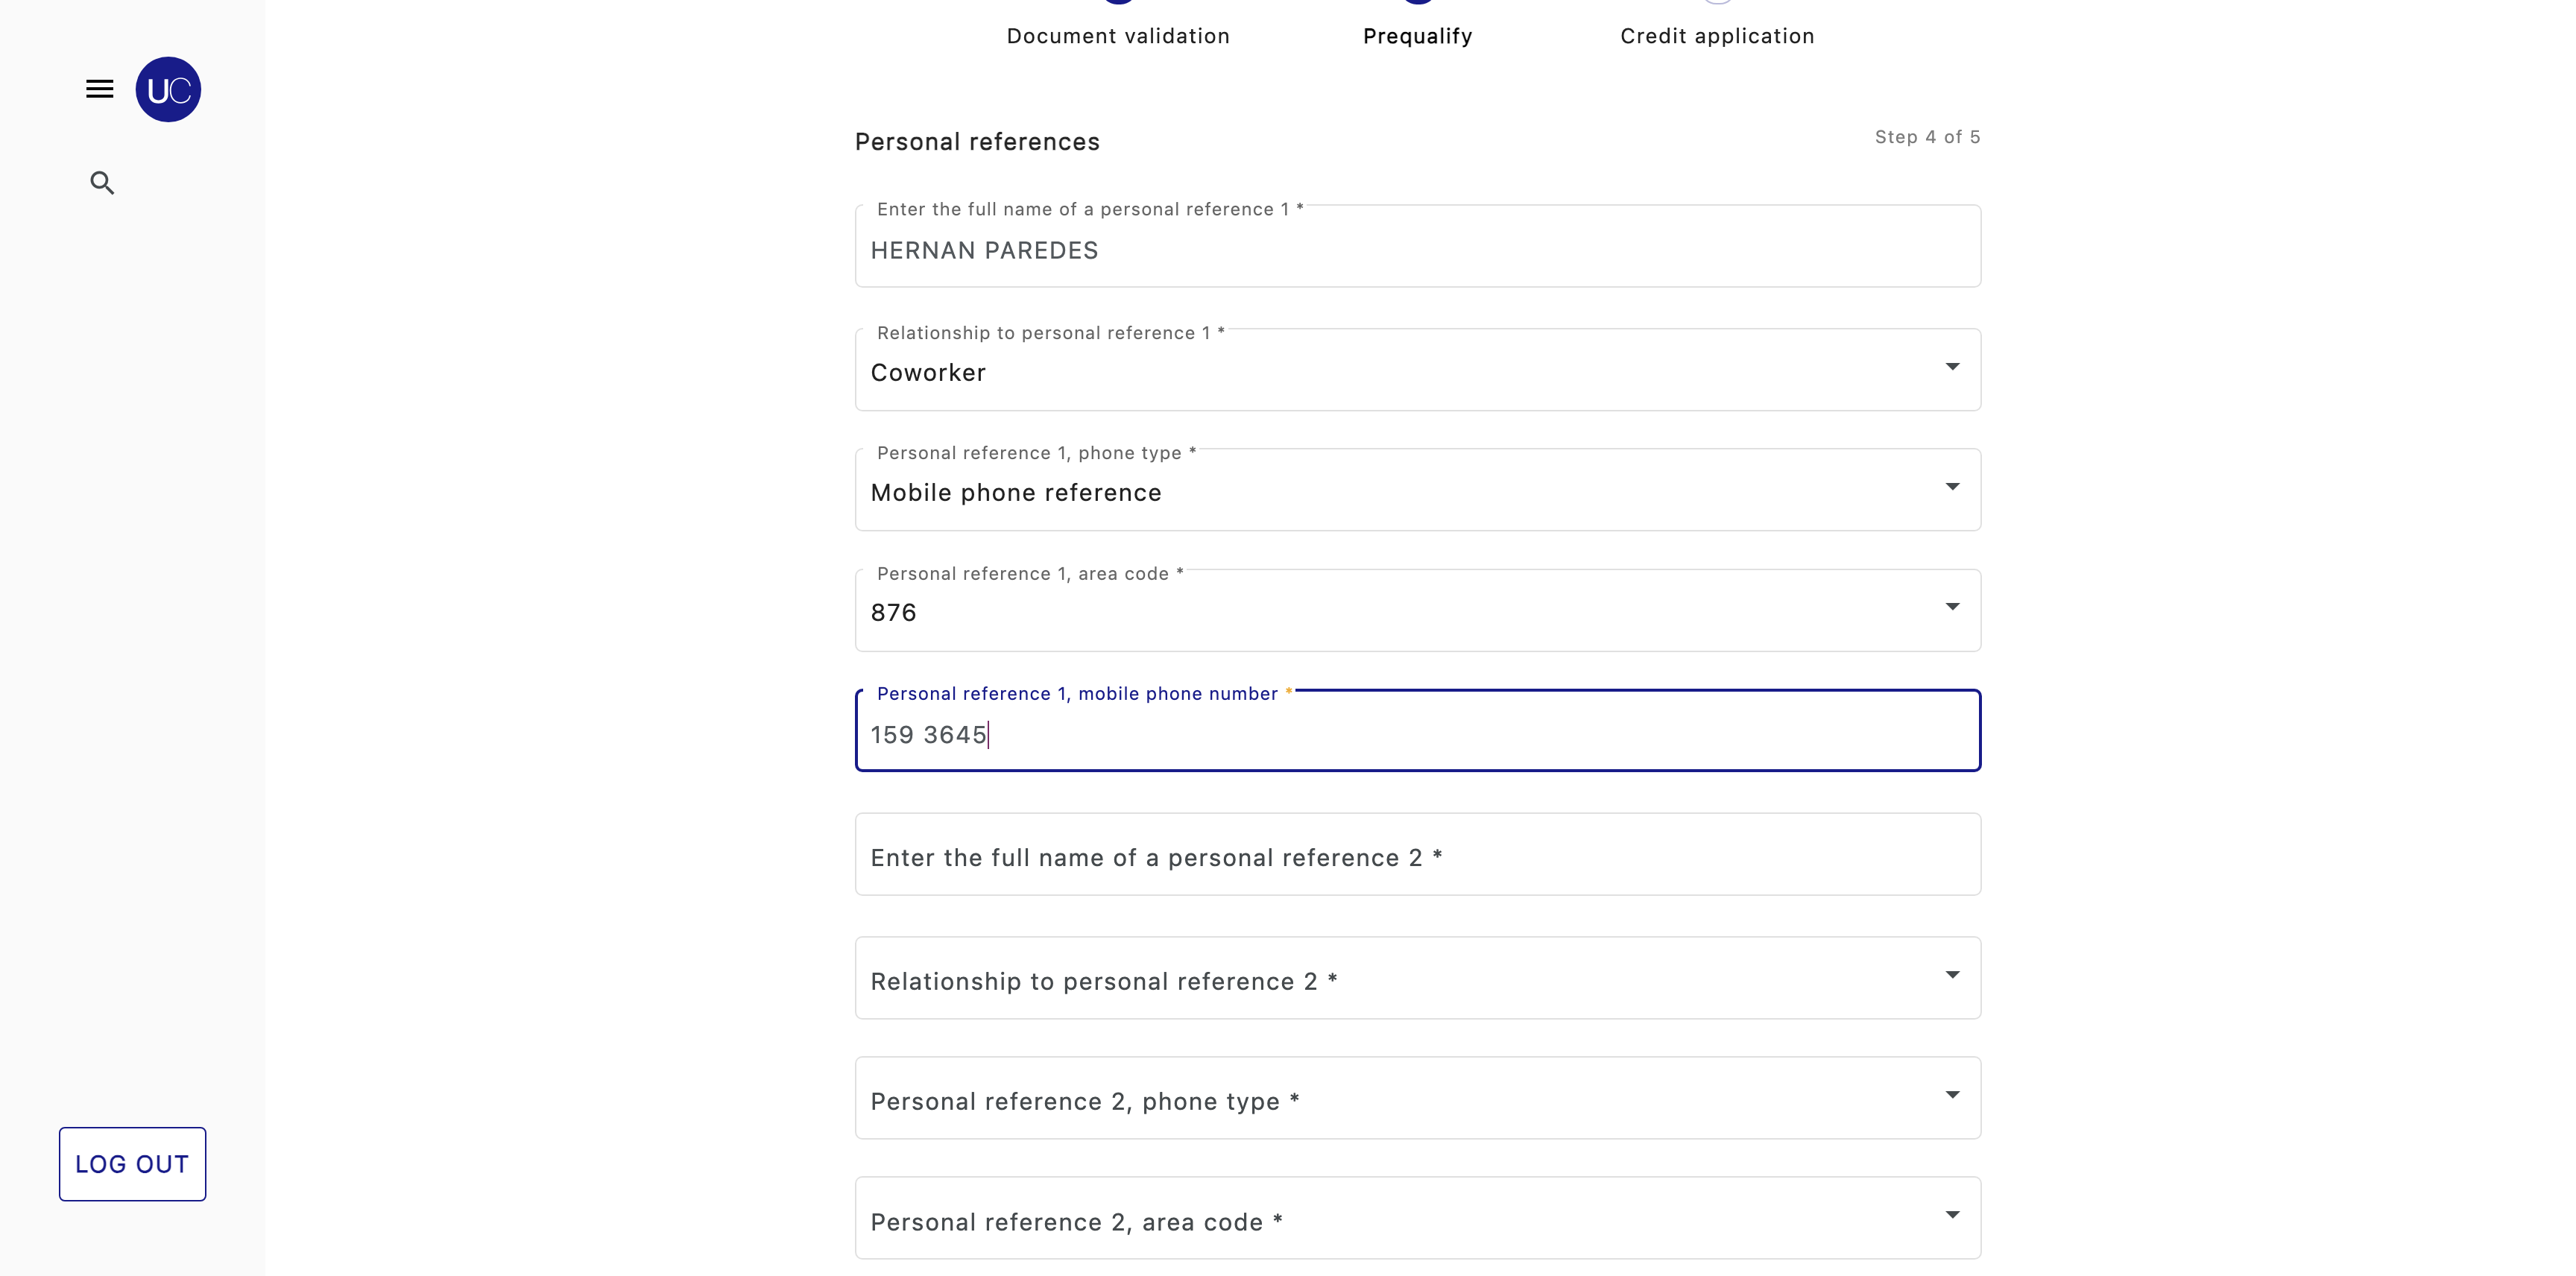 Document validation
Prequalify
Credit application
UC
Personal references
Step 4 of 5
Enter the full name of a personal reference 1 *
HERNAN PAREDES
Relationship to personal reference 1 *
Coworker
Personal reference 1, phone type *
Mobile phone reference
Personal reference 1, area code *
876
Personal reference 1, mobile phone number *
159 3645
Enter the full name of a personal reference 2 *
Relationship to personal reference 2 *
Personal reference 2, phone type *
LOG OUT
Personal reference 2, area code *